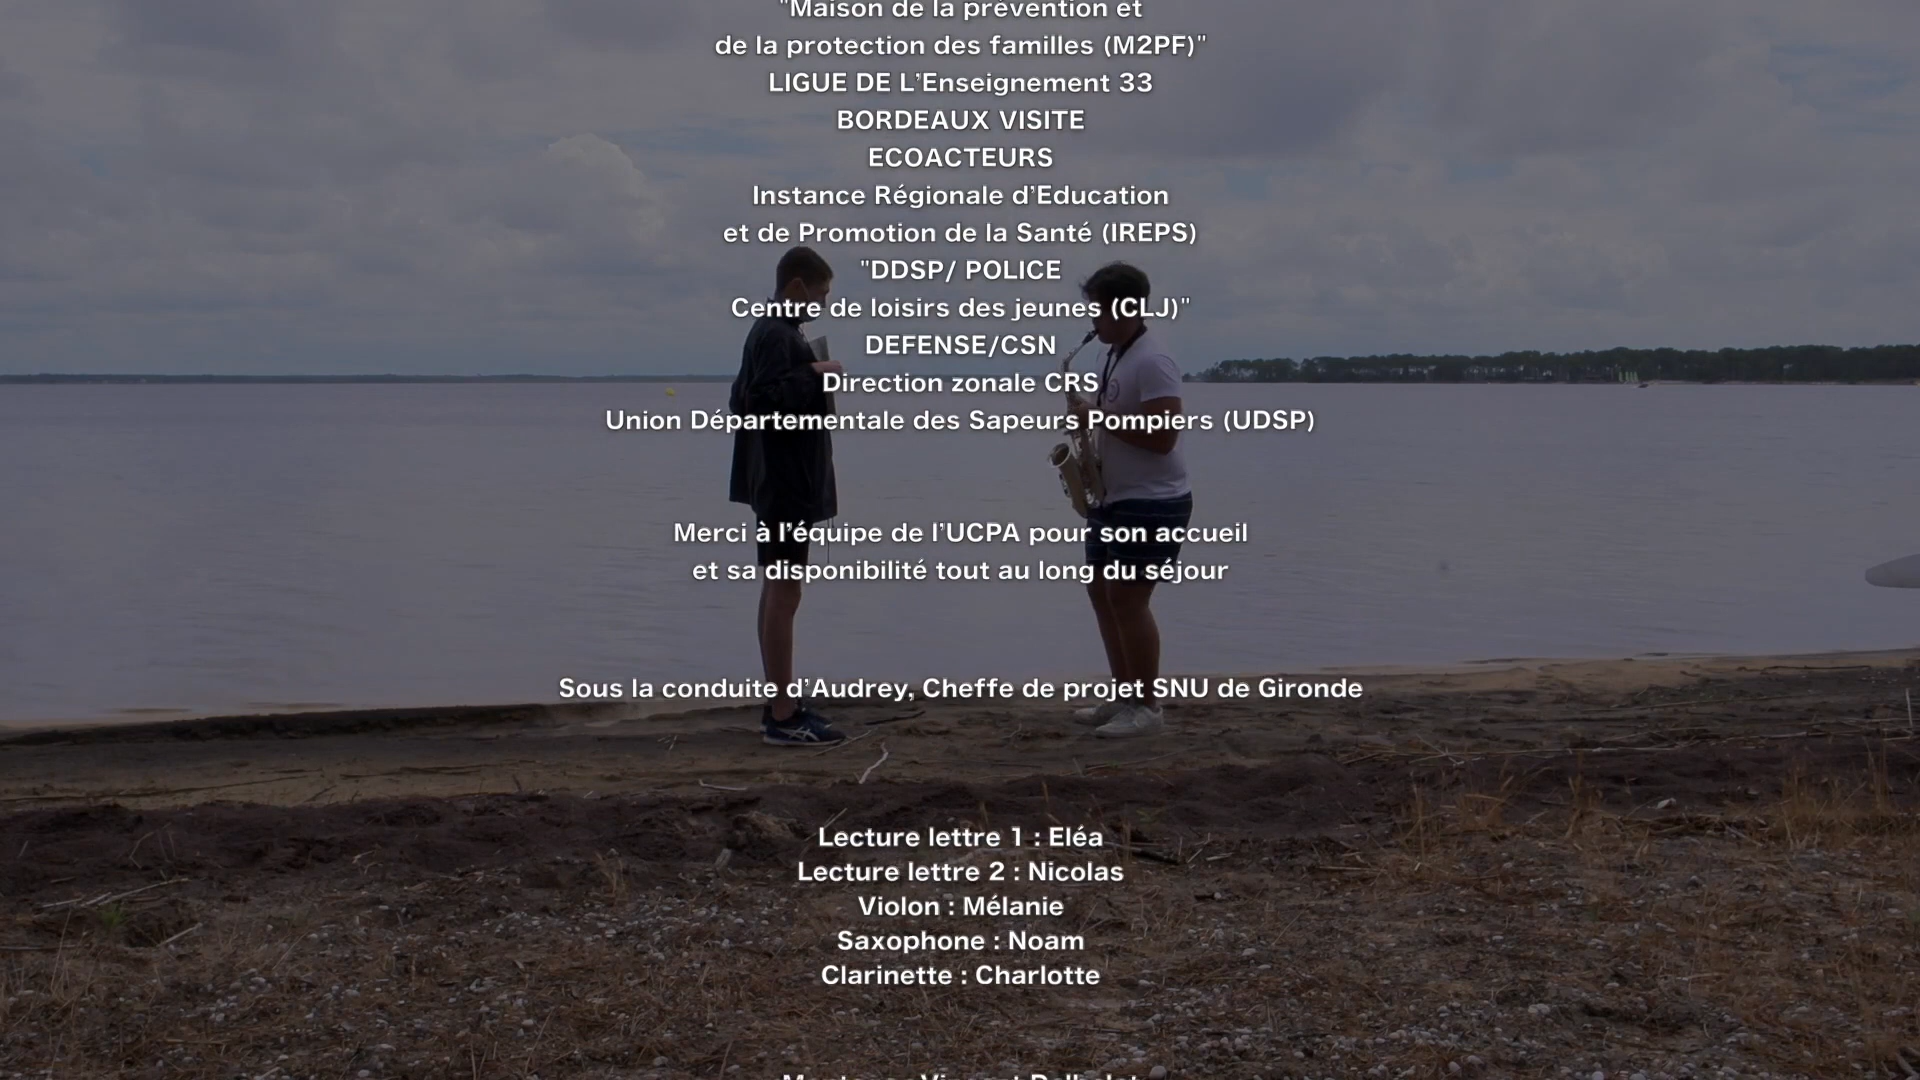 "Maison de la prévention et
de la protection des familles (M2PF)"
LIGUE DE L'Enseignement 33
BORDEAUX VISITE
ECOACTEURS
Instance Régionale d'Education
et de Promotion de la Santé (IREPS)
"DDSP/ POLICE
Centre de loisirs des jeunes (CLJ)"
DEFENSE/CSN
Direction zonale CRS
Union Départementale des Sapeurs Pompiers (UDSP)
Merci à l'équipe de l'UCPA pour son accueil
et sa disponibilité tout au long du séjour
Sous la conduite d'Audrey, Cheffe de projet SNU de Gironde
Lecture lettre 1 : Eléa
Lecture lettre 2 : Nicolas
Violon : Mélanie
Saxophone : Noam
Clarinette : Charlotte